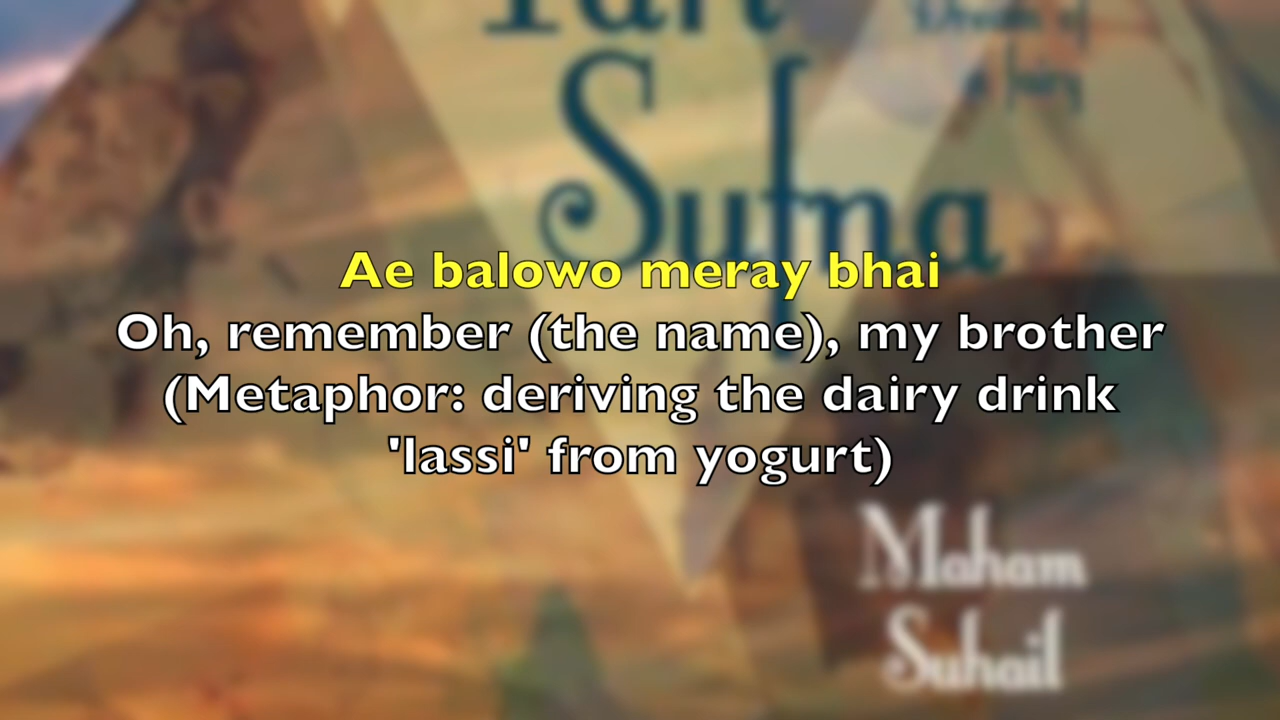 Sufna
Ae balowo meray bhai
Oh, remember (the name), my brother
(Metaphor: deriving the dairy drink
'lassi' from yogurt)
Maham
Suhail